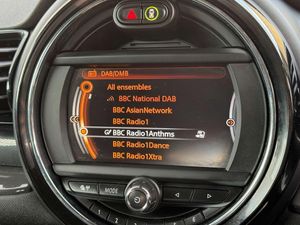 DAB/DMB
All ensembles
BBC National DAB
BBC AsianNetwork
BBC Radio1
BBC Radio1Anthms
BBC Radio1Dance
BBC Radio1Xtra
MODE